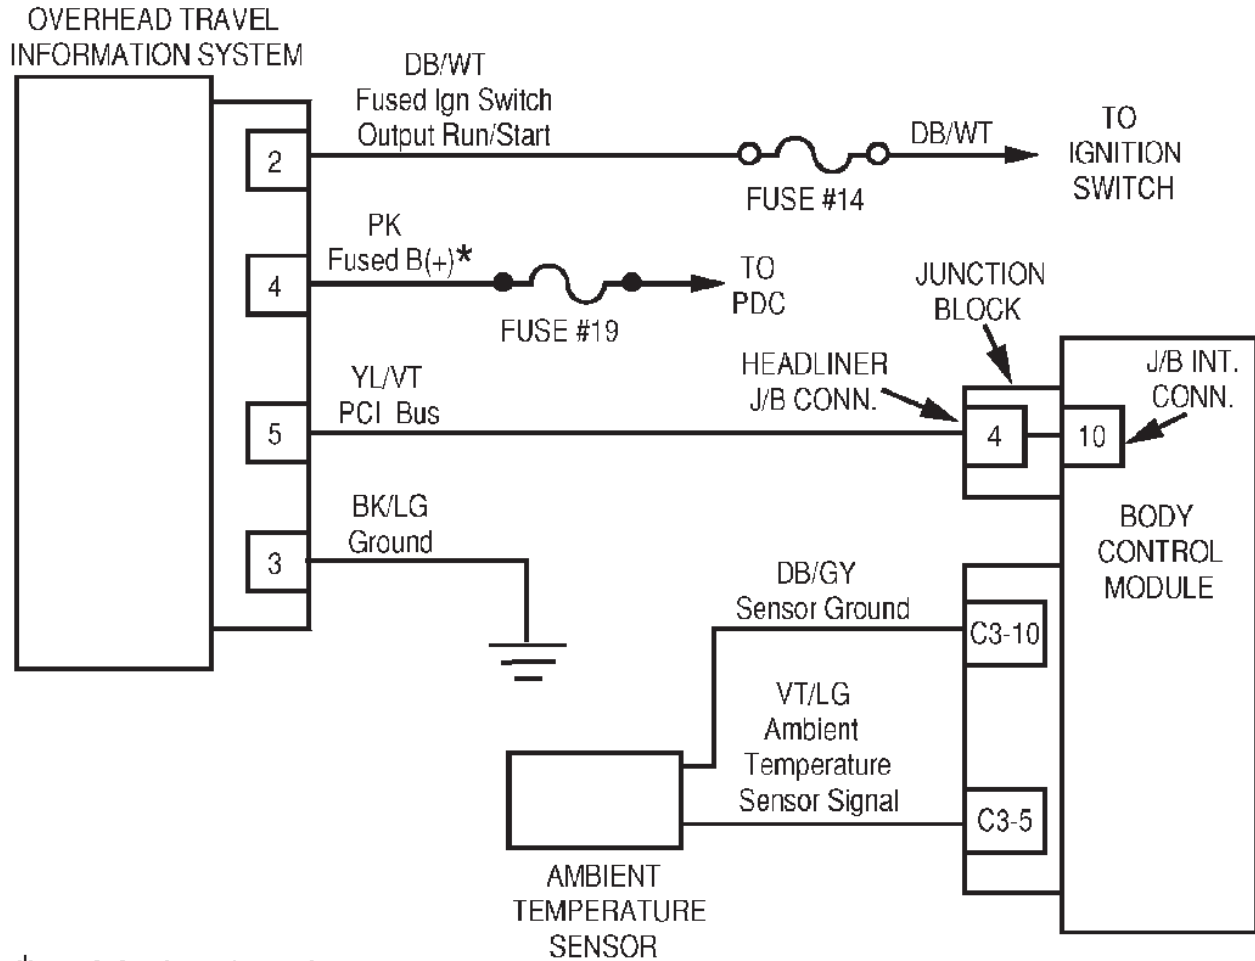 OVERHEAD TRAVEL
INFORMATION SYSTEM
DB/WT
Fused Ign Switch
Output Run/Start
2
DB/WT
TO
IGNITION
SWITCH
FUSE #14
PK
Fused B(+)*
4
TO
PDC
FUSE #19
JUNCTION
BLOCK
HEADLINER
J/B CONN.
J/B INT.
CONN.
YL/VT
PCI Bus
5
4
10
BK/LG
Ground
3
BODY
CONTROL
MODULE
DB/GY
Sensor Ground
C3-10
VT/LG
Ambient
Temperature
Sensor Signal
C3-5
AMBIENT
TEMPERATURE
SENSOR
*